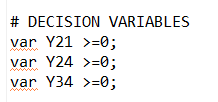 # DECISION VARIABLES
var Y21 >=0;
var Y24 >=0;
var Y34 >=0;